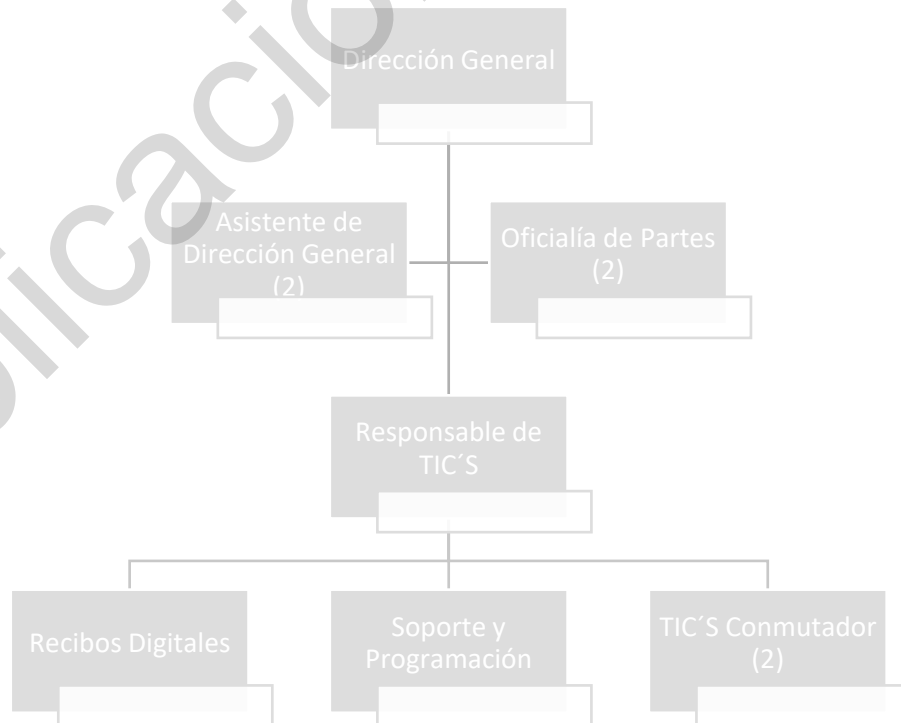 Dirección General
Asistente de
Dirección General
(2)
Oficialía de Partes
(2)
Responsable de
TIC´S
Recibos Digitales
Soporte y
Programación
TIC´S Conmutador
(2)